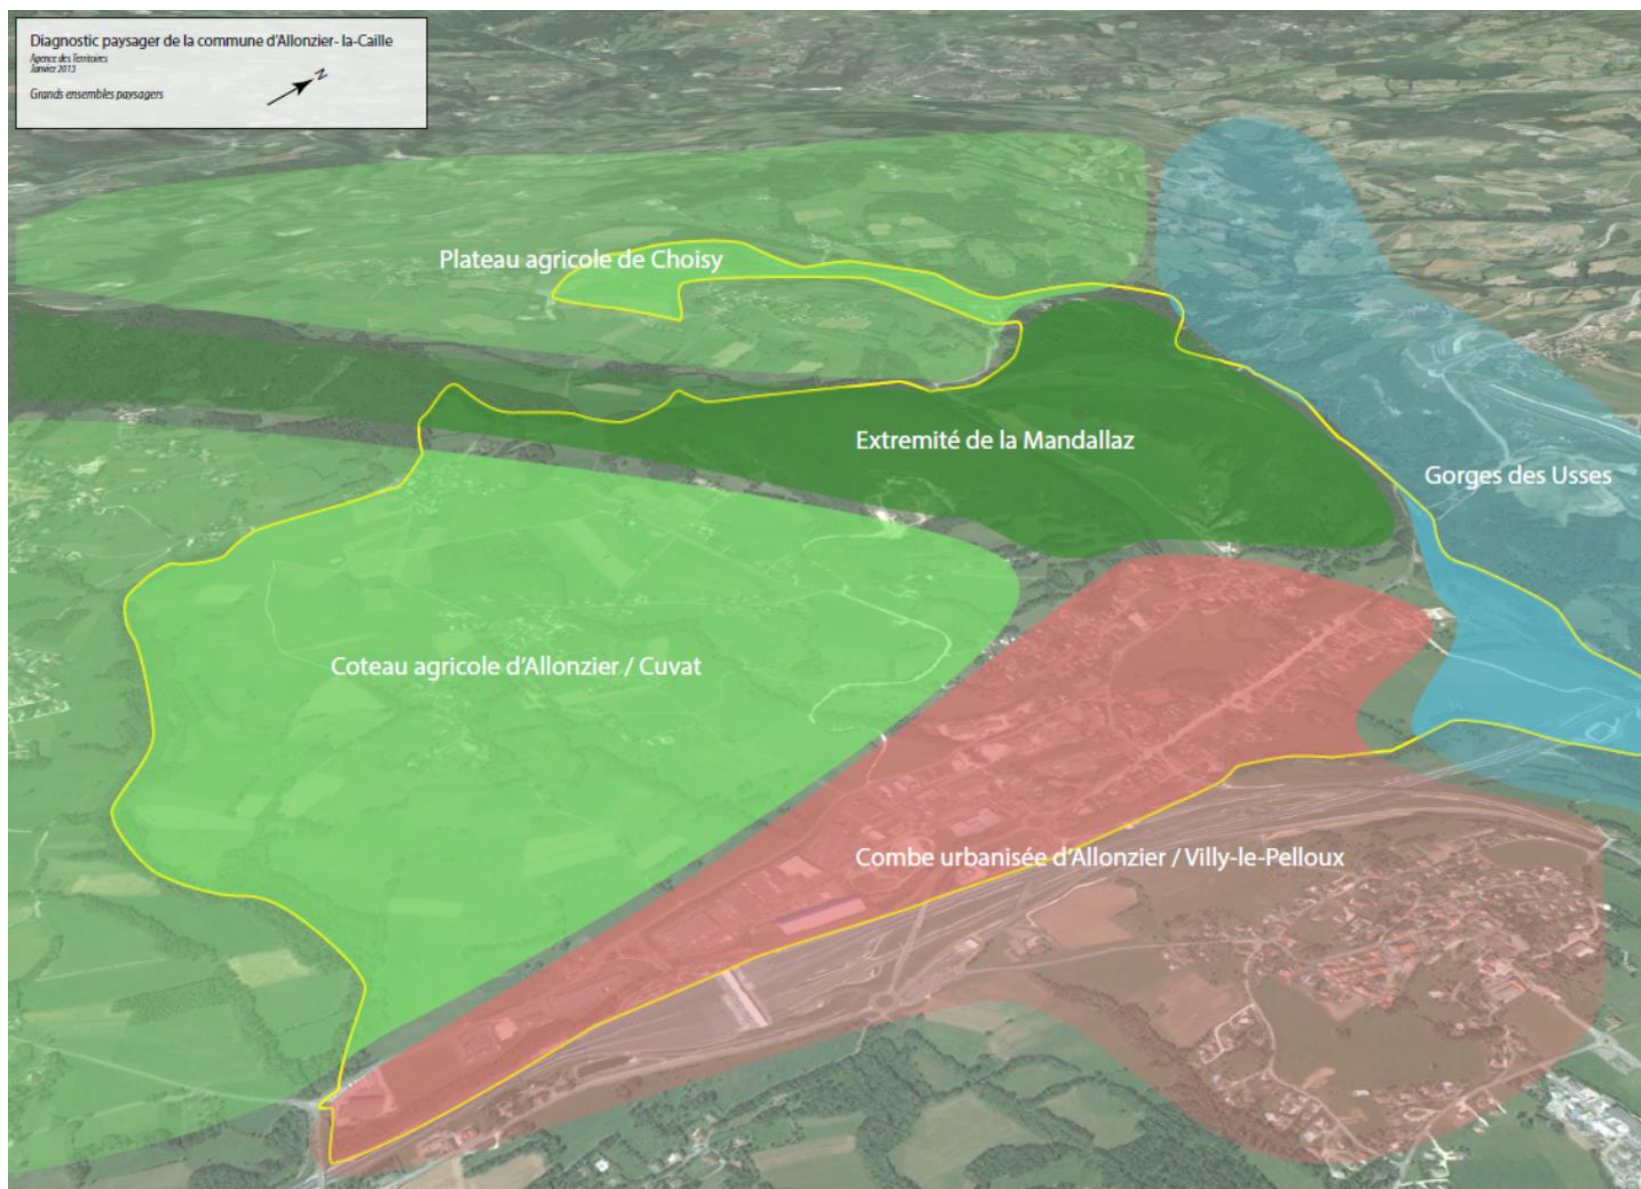 Diagnostic paysager de la commune d'Allonzier- la-Caille
Agence des Territoires
Janvier 2013
Grands ensembles paysagers
N
Plateau agricole de Choisy
Extremité de la Mandallaz
Gorges des Usses
Coteau agricole d'Allonzier / Cuvat
Combe urbanisée d'Allonzier / Villy-le-Pelloux